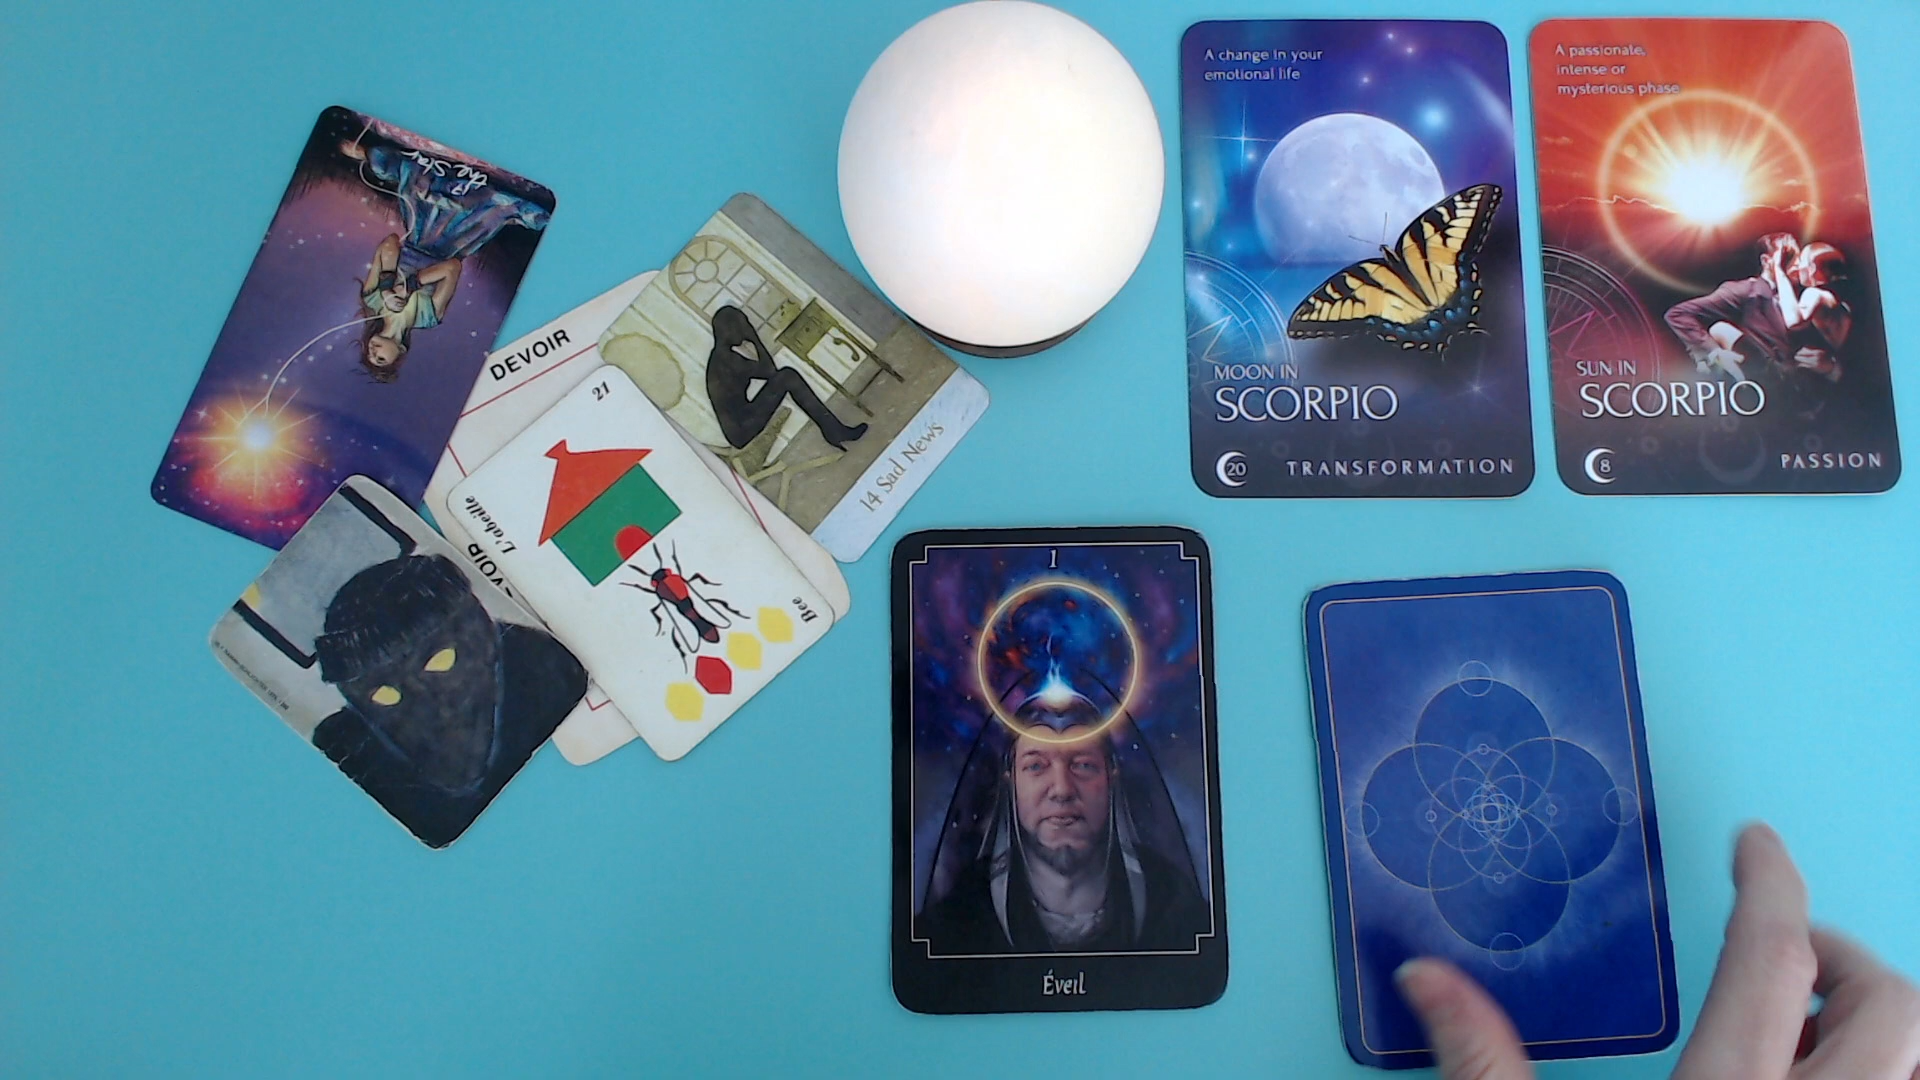 17
the Star
DEVOIR
14 Sad News
21
L'abeille
Bee
VOIR
A change in your
emotional life
MOON IN
SCORPIO
20
TRANSFORMATION
A passionate,
intense or
mysterious phase
SUN IN
SCORPIO
8
PASSION
1
Éveil